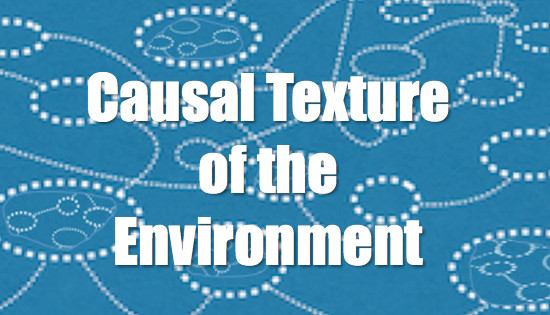 Causal Texture
of the
Environment